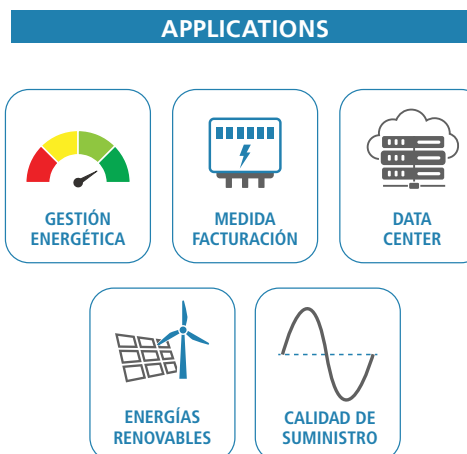 APPLICATIONS
GESTIÓN
ENERGÉTICA
MEDIDA
FACTURACIÓN
DATA
CENTER
ENERGÍAS
RENOVABLES
CALIDAD DE
SUMINISTRO